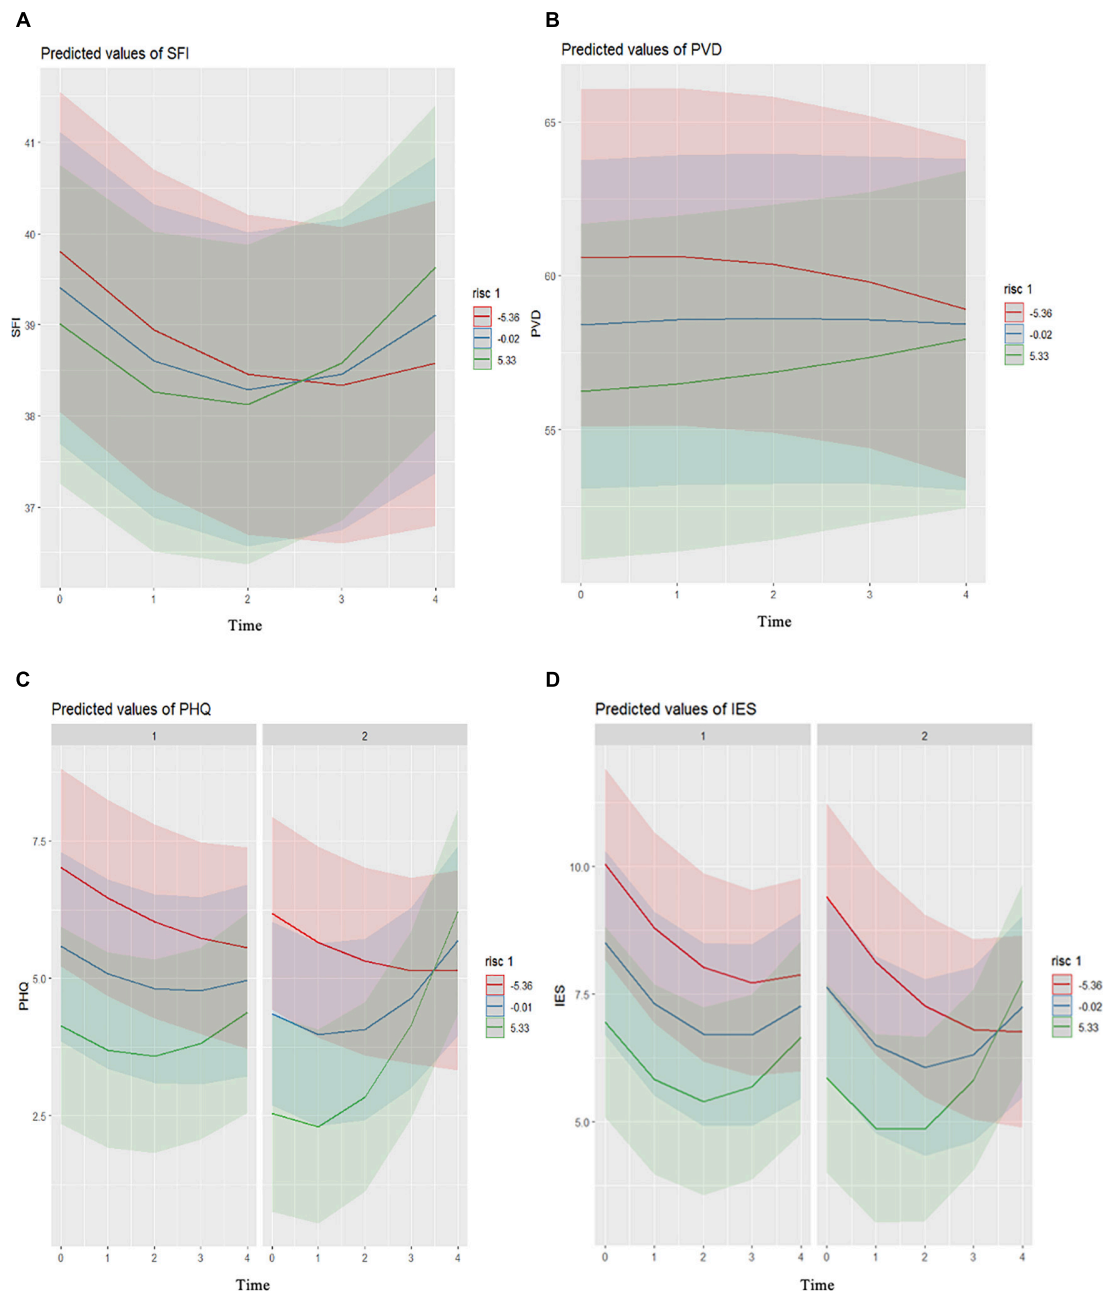 A
Predicted values of SFI
41
40
39
38
37
SFI
0 1 2 3 4
Time
risc 1
-5.36
-0.02
5.33
B
Predicted values of PVD
65
60
55
PVD
0 1 2 3 4
Time
risc 1
-5.36
-0.02
5.33
C
Predicted values of PHQ
1 2
7.5
5.0
2.5
PHQ
0 1 2 3 4 0 1 2 3 4
Time
risc 1
-5.36
-0.01
5.33
D
Predicted values of IES
1 2
10.0
7.5
5.0
IES
0 1 2 3 4 0 1 2 3 4
Time
risc 1
-5.36
-0.02
5.33